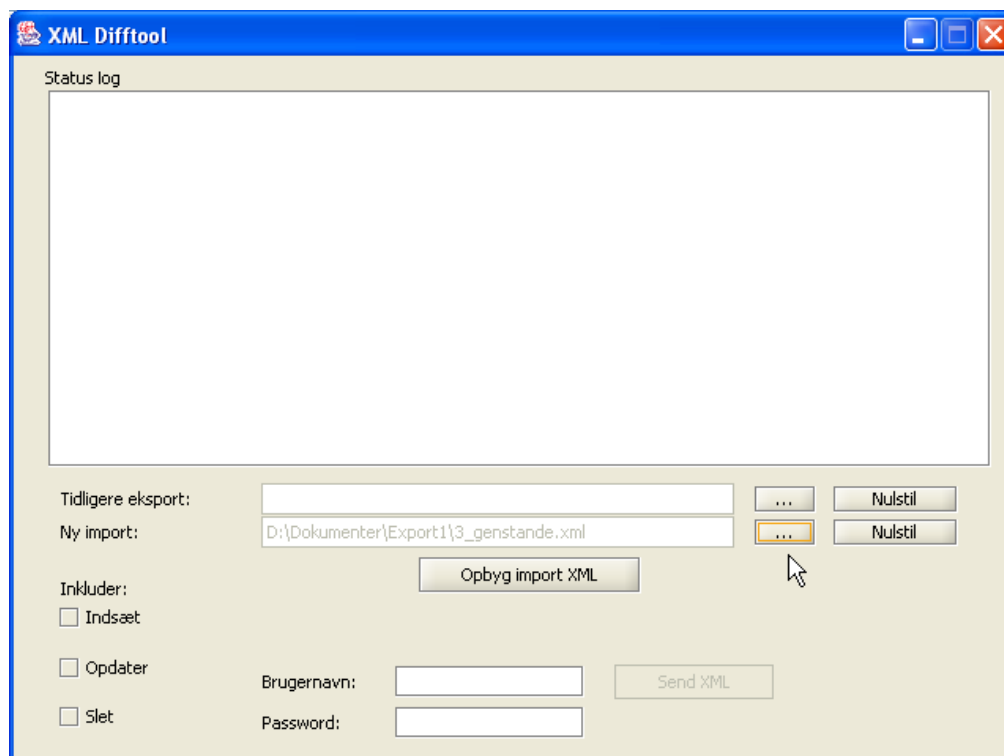 XML Difftool
Status log
Tidligere eksport: ... Nulstil
Ny import: D:\Dokumenter\Export1\3_genstande.xml ... Nulstil
Opbyg import XML
Inkluder:
Indsæt
Opdater
Brugernavn: Send XML
Slet
Password: